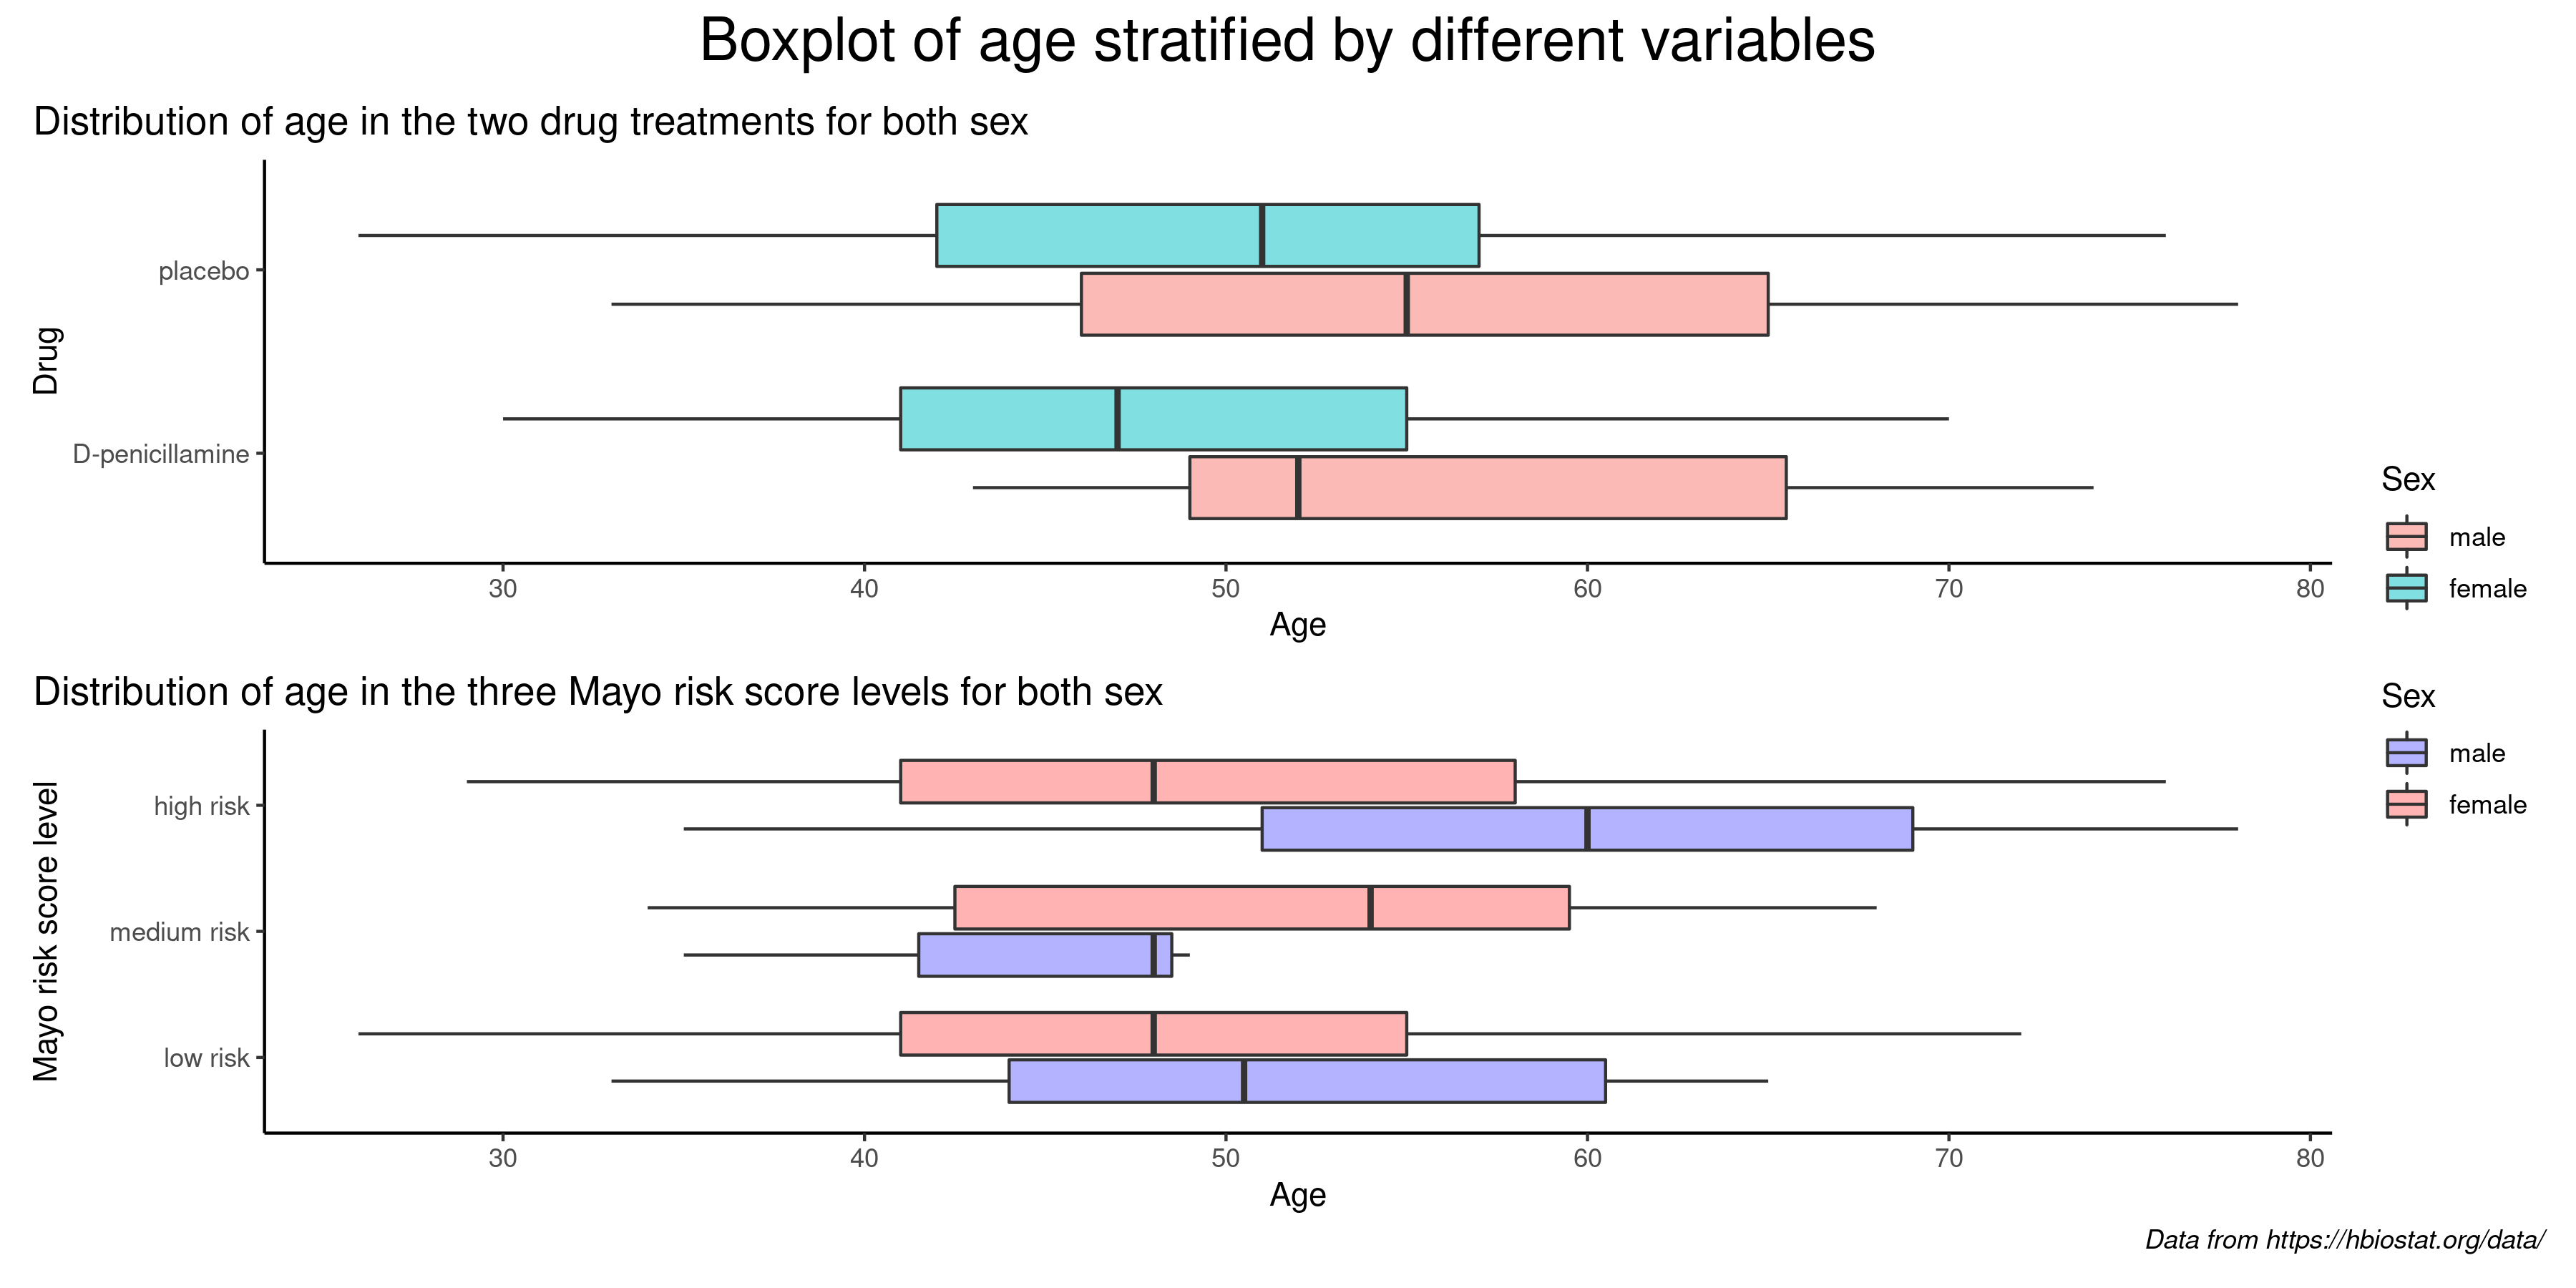 Boxplot of age stratified by different variables
Distribution of age in the two drug treatments for both sex
Drug
placebo
D-penicillamine
30 40 50 60 70 80
Age
Sex
male
female
Distribution of age in the three Mayo risk score levels for both sex
Mayo risk score level
high risk
medium risk
low risk
30 40 50 60 70 80
Age
Sex
male
female
Data from https://hbiostat.org/data/